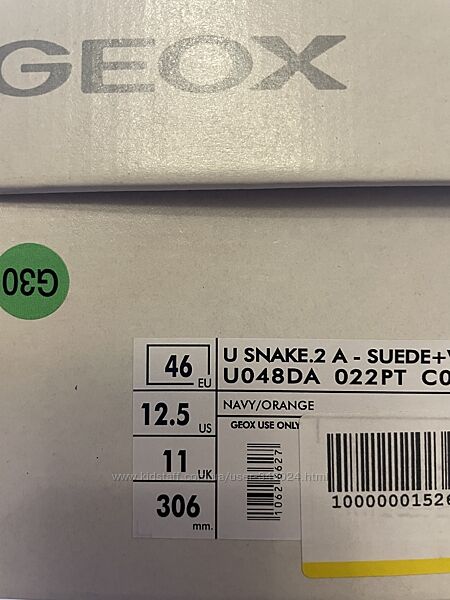 GEOX
G30
46 EU
U SNAKE.2 A - SUEDE+
U048DA 022PT C0
12.5 US
NAVY/ORANGE
GEOX USE ONLY
11 UK
306 mm.